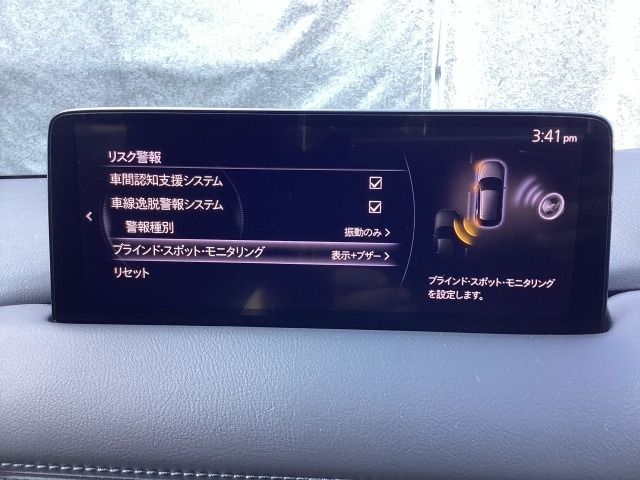 3:41 pm
リスク警報
車間認知支援システム
車線逸脱警報システム
警報種別 振動のみ
ブラインド・スポット・モニタリング 表示+ブザー
リセット
ブラインド・スポット・モニタリング
を設定します。